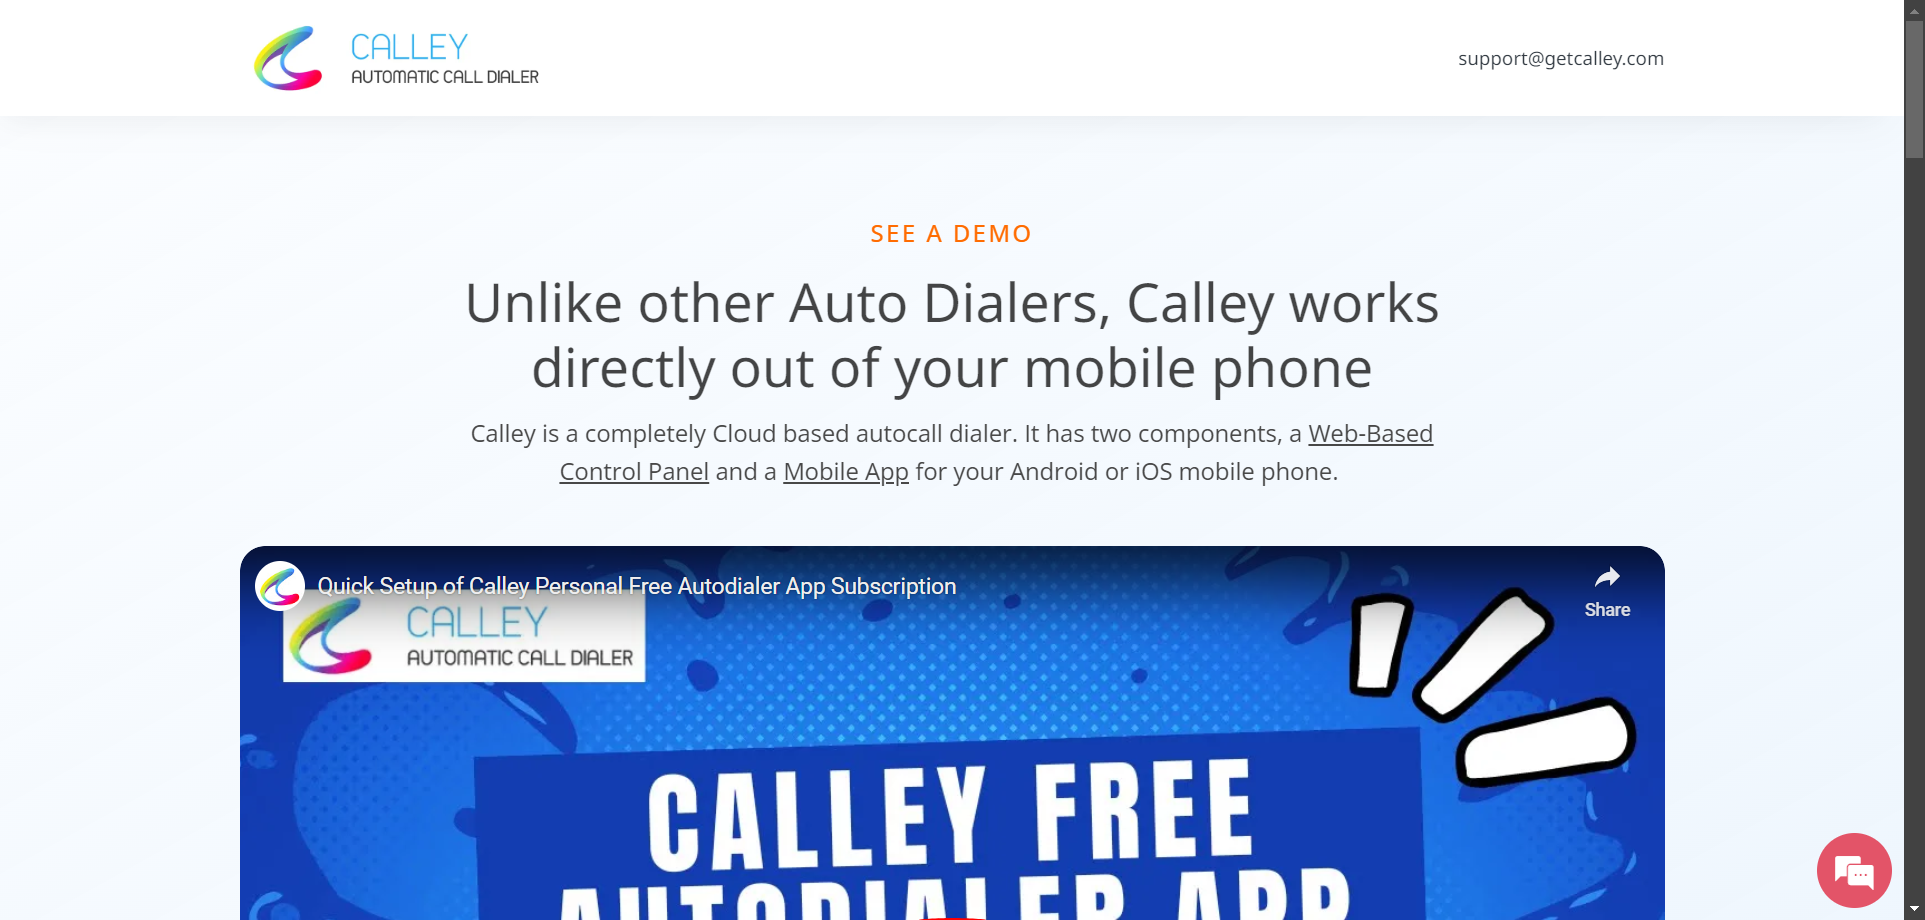 CALLEY
AUTOMATIC CALL DIALER
support@getcalley.com
SEE A DEMO
Unlike other Auto Dialers, Calley works
directly out of your mobile phone
Calley is a completely Cloud based autocall dialer. It has two components, a Web-Based
Control Panel and a Mobile App for your Android or iOS mobile phone.
Quick Setup of Calley Personal Free Autodialer App Subscription
Share
CALLEY
AUTOMATIC CALL DIALER
CALLEY FREE
AUTODIALER APP